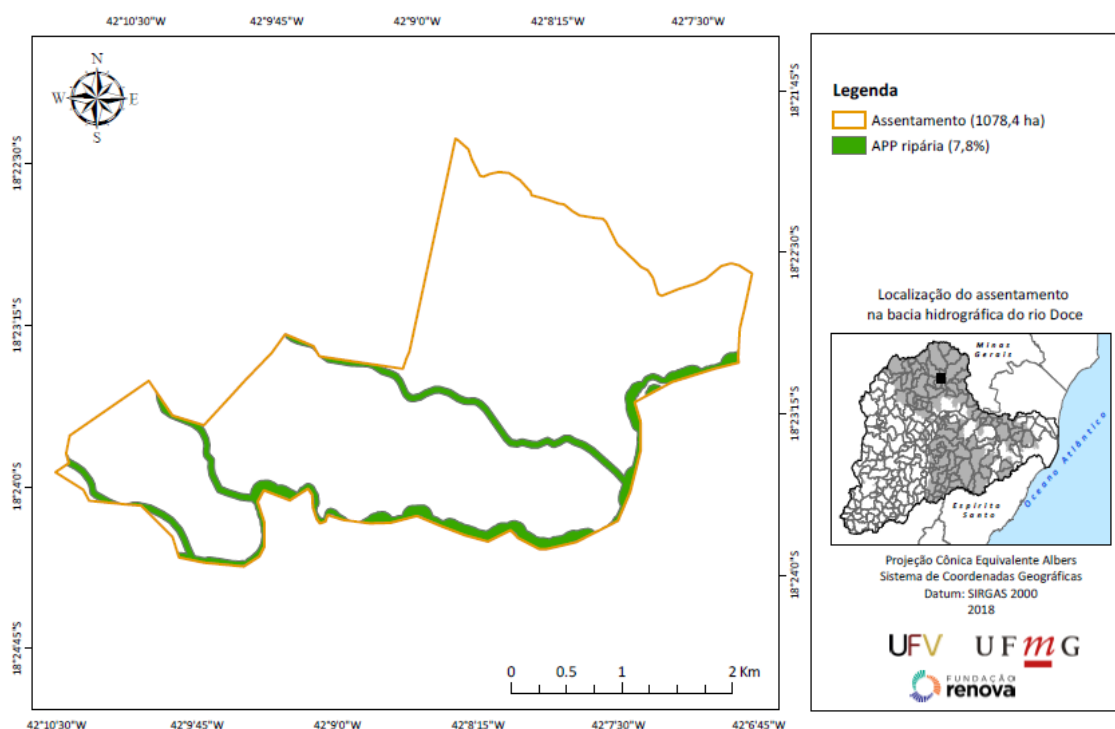 42°10'30"W
42°9'45"W
42°9'0"W
42°8'15"W
42°7'30"W
N
W
E
S
18°22'30"S
18°23'15"S
18°24'0"S
18°24'45"S
18°21'45"S
18°22'30"S
18°23'15"S
18°24'0"S
0
0.5
1
2 Km
42°10'30"W
42°9'45"W
42°9'0"W
42°8'15"W
42°7'30"W
42°6'45"W
Legenda
Assentamento (1078,4 ha)
APP ripária (7,8%)
Localização do assentamento
na bacia hidrográfica do rio Doce
Minas
Gerais
Oceano Atlântico
Espírito
Santo
Projeção Cônica Equivalente Albers
Sistema de Coordenadas Geográficas
Datum: SIRGAS 2000
2018
UFV
UFmG
FUNDAÇÃO
renova